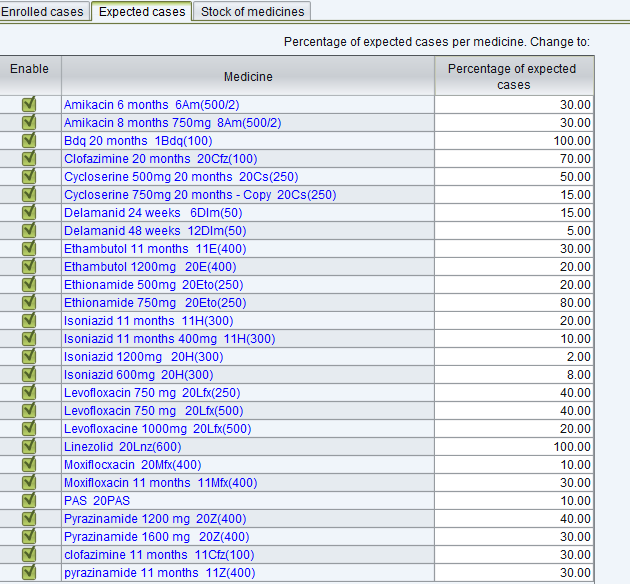 Enrolled cases Expected cases Stock of medicines
Percentage of expected cases per medicine. Change to:
Enable Medicine Percentage of expected cases
Amikacin 6 months 6Am(500/2) 30.00
Amikacin 8 months 750mg 8Am(500/2) 30.00
Bdq 20 months 1Bdq(100) 100.00
Clofazimine 20 months 20Cfz(100) 70.00
Cycloserine 500mg 20 months 20Cs(250) 50.00
Cycloserine 750mg 20 months - Copy 20Cs(250) 15.00
Delamanid 24 weeks 6Dlm(50) 15.00
Delamanid 48 weeks 12Dlm(50) 5.00
Ethambutol 11 months 11E(400) 30.00
Ethambutol 1200mg 20E(400) 20.00
Ethionamide 500mg 20Eto(250) 20.00
Ethionamide 750mg 20Eto(250) 80.00
Isoniazid 11 months 11H(300) 20.00
Isoniazid 11 months 400mg 11H(300) 10.00
Isoniazid 1200mg 20H(300) 2.00
Isoniazid 600mg 20H(300) 8.00
Levofloxacin 750 mg 20Lfx(250) 40.00
Levofloxacin 750 mg 20Lfx(500) 40.00
Levofloxacine 1000mg 20Lfx(500) 20.00
Linezolid 20Lnz(600) 100.00
Moxiflocxacin 20Mfx(400) 10.00
Moxifloxacin 11 months 11Mfx(400) 30.00
PAS 20PAS 10.00
Pyrazinamide 1200 mg 20Z(400) 40.00
Pyrazinamide 1600 mg 20Z(400) 30.00
clofazimine 11 months 11Cfz(100) 30.00
pyrazinamide 11 months 11Z(400) 30.00